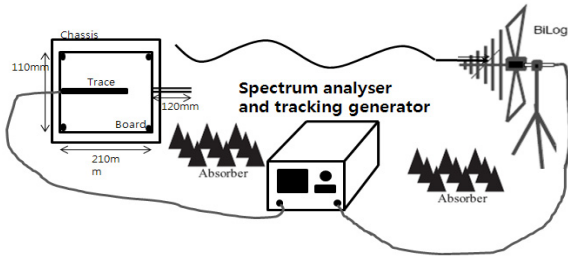 Chassis
BiLog
110mm
Trace
120mm
Spectrum analyser
and tracking generator
Board
210m
m
Absorber
Absorber